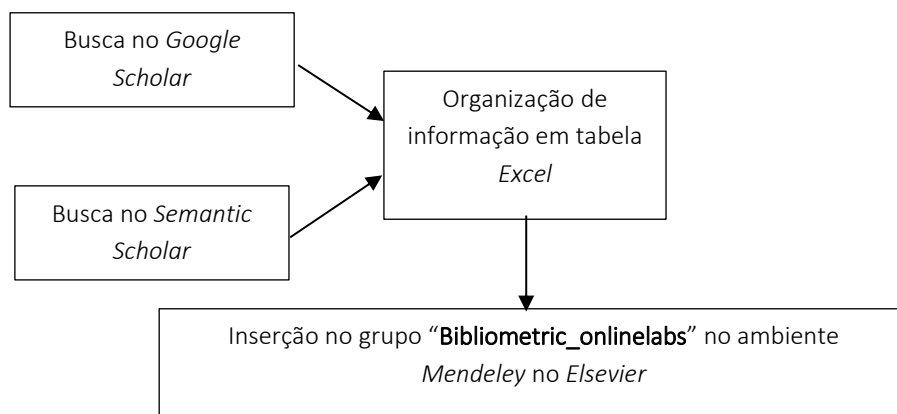 Busca no Google
Scholar
Organização de
informação em tabela
Excel
Busca no Semantic
Scholar
Inserção no grupo “Bibliometric_onlinelabs” no ambiente
Mendeley no Elsevier